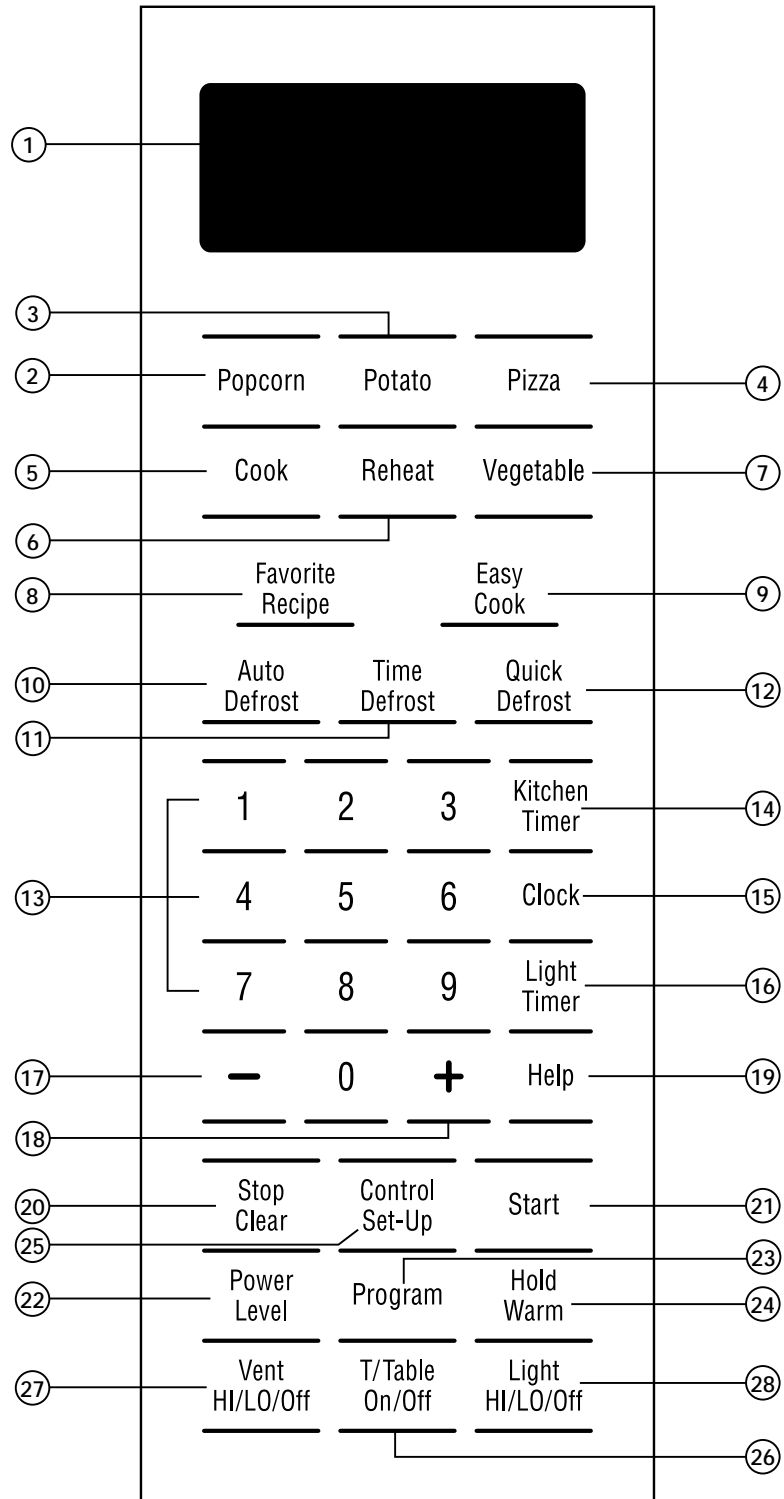 1
3
2 Popcorn Potato Pizza 4
5 Cook Reheat Vegetable 7
6
8 Favorite Recipe Easy Cook 9
10 Auto Defrost Time Defrost Quick Defrost 12
11
1 2 3 Kitchen Timer 14
13 4 5 6 Clock 15
7 8 9 Light Timer 16
17 − 0 + Help 19
18
20 Stop Clear Control Set-Up Start 21
25
23
22 Power Level Program Hold Warm 24
27 Vent HI/LO/Off T/Table On/Off Light HI/LO/Off 28
26